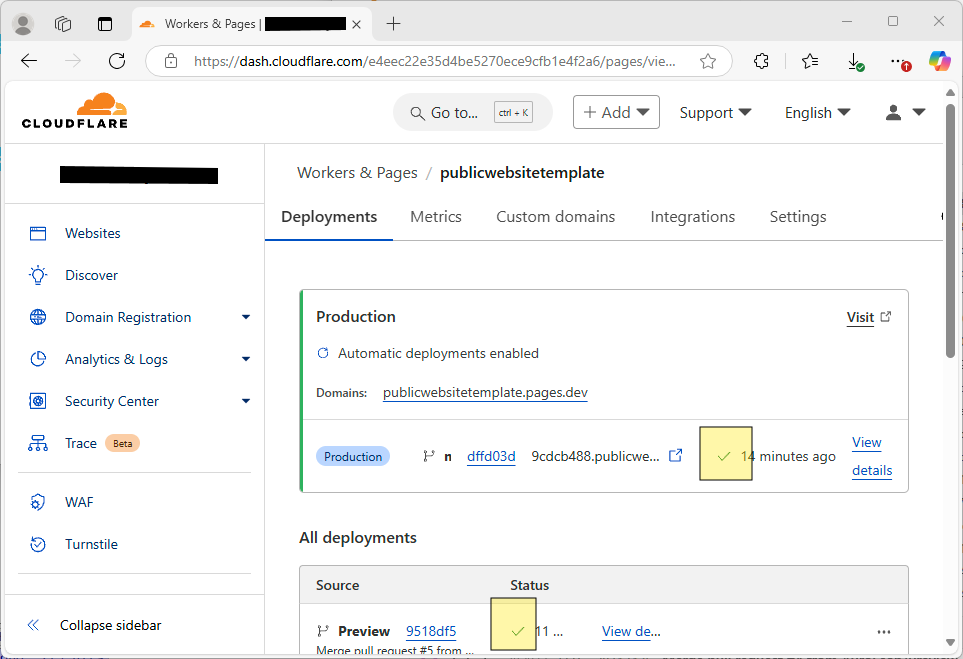 Workers & Pages |
https://dash.cloudflare.com/e4eec22e35d4be5270ece9cfb1e4f2a6/pages/vie...
CLOUDFLARE
Go to... ctrl + K
Add
Support
English
Workers & Pages / publicwebsitetemplate
Deployments Metrics Custom domains Integrations Settings
Websites
Discover
Domain Registration
Analytics & Logs
Security Center
Trace Beta
WAF
Turnstile
Collapse sidebar
Production Visit
Automatic deployments enabled
Domains: publicwebsitetemplate.pages.dev
Production n dffd03d 9cdcb488.publicwe... 14 minutes ago View details
All deployments
Source Status
Preview 9518df5 11 ... View de... ...
Merge pull request #5 from ...